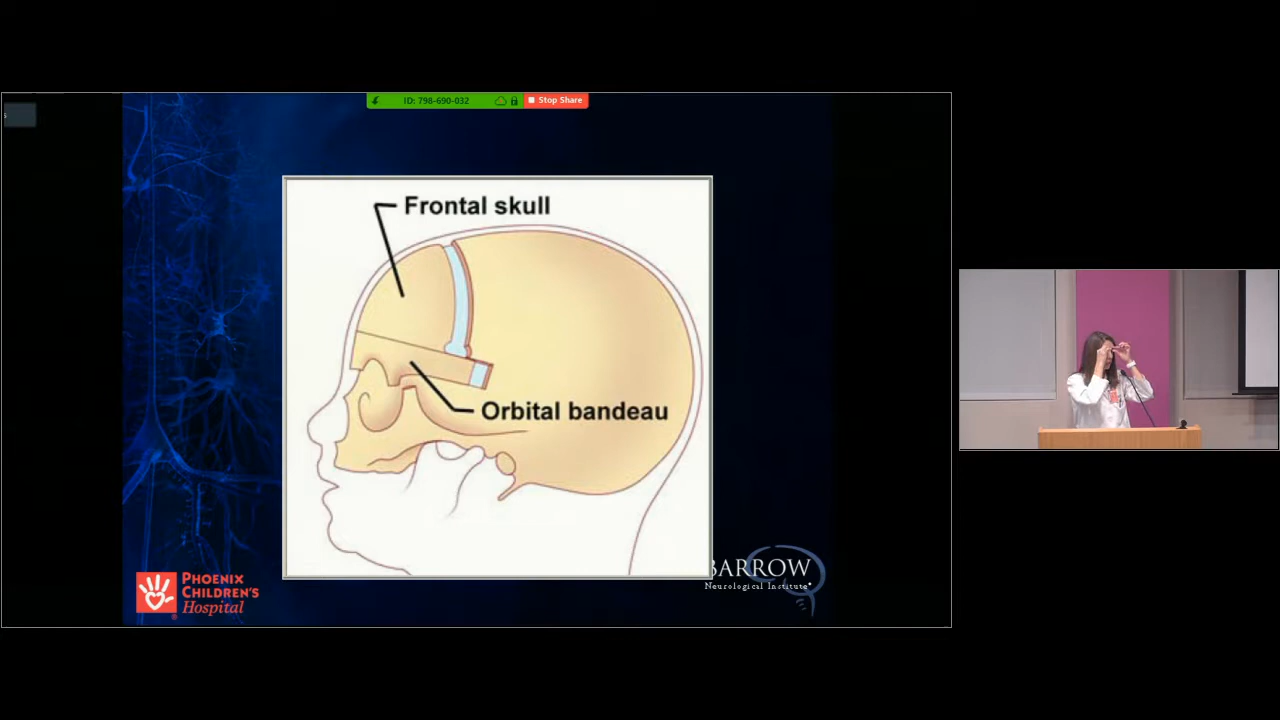 ID: 798-690-032
Stop Share
s
Frontal skull
Orbital bandeau
PHOENIX
CHILDREN'S
Hospital
BARROW
Neurological Institute